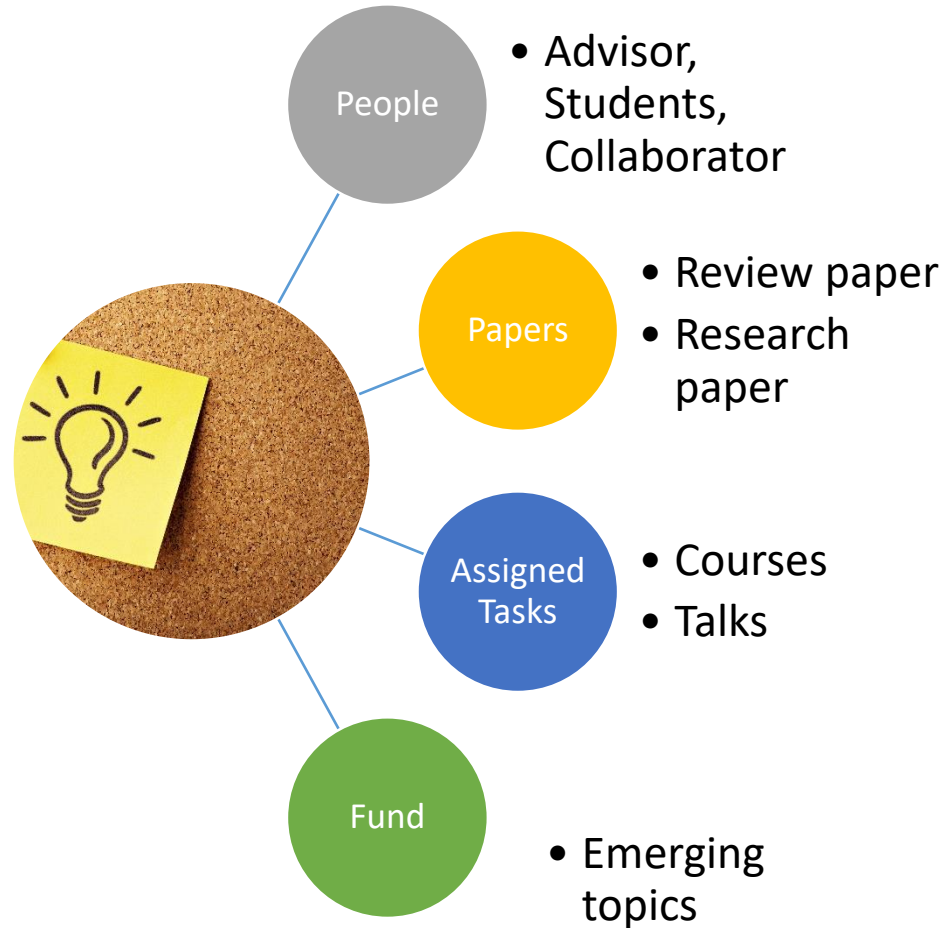 People
• Advisor,
Students,
Collaborator
Papers
• Review paper
• Research
paper
Assigned
Tasks
• Courses
• Talks
Fund
• Emerging
topics